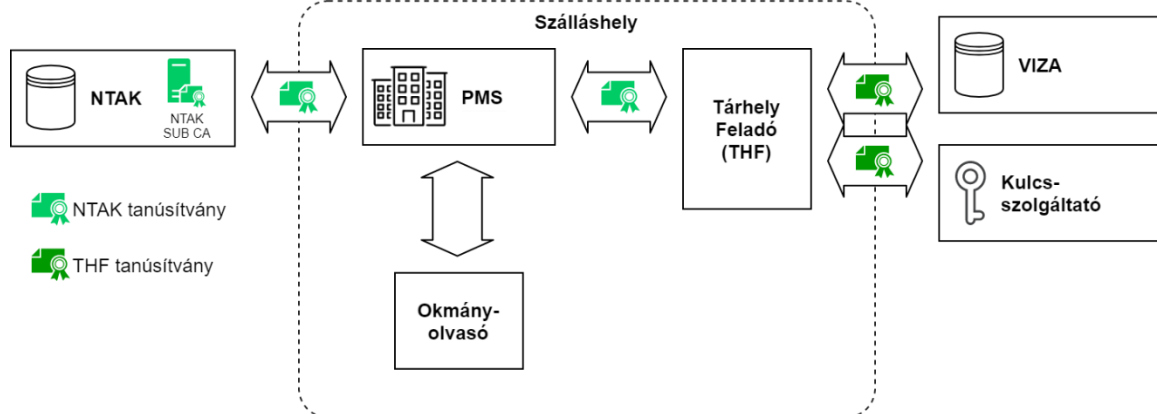 Szálláshely
NTAK
NTAK
SUB CA
PMS
Tárhely
Feladó
(THF)
VIZA
Kulcs-
szolgáltató
NTAK tanúsítvány
THF tanúsítvány
Okmány-
olvasó